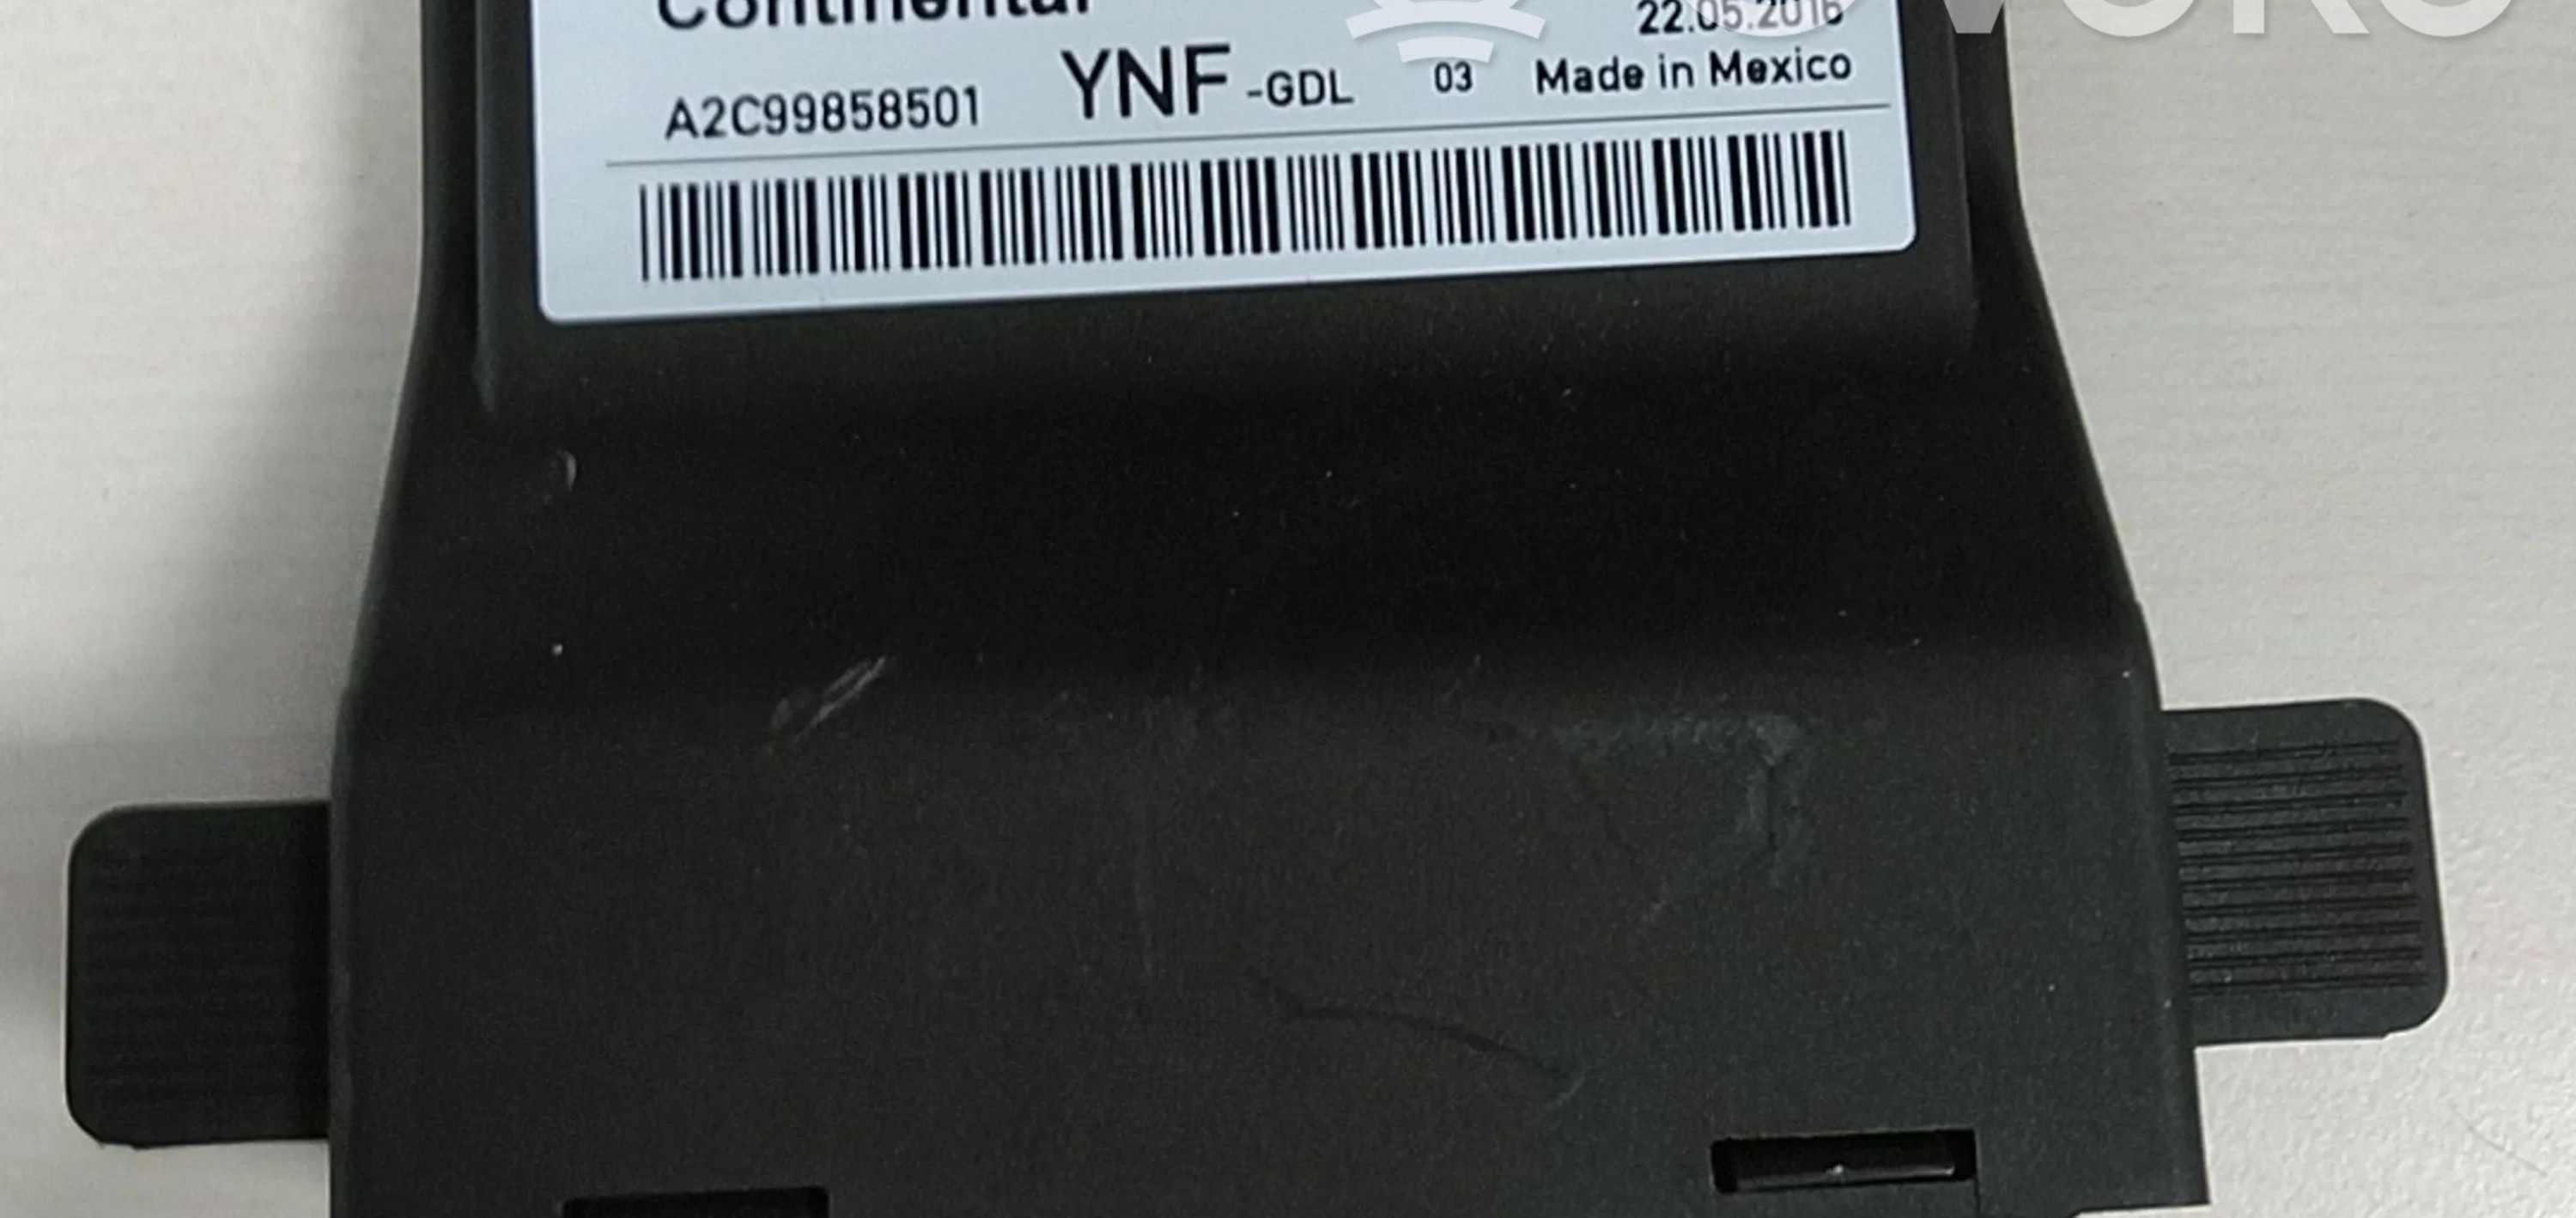 Continental
22.05.2016
A2C99858501 YNF -GDL 03 Made in Mexico